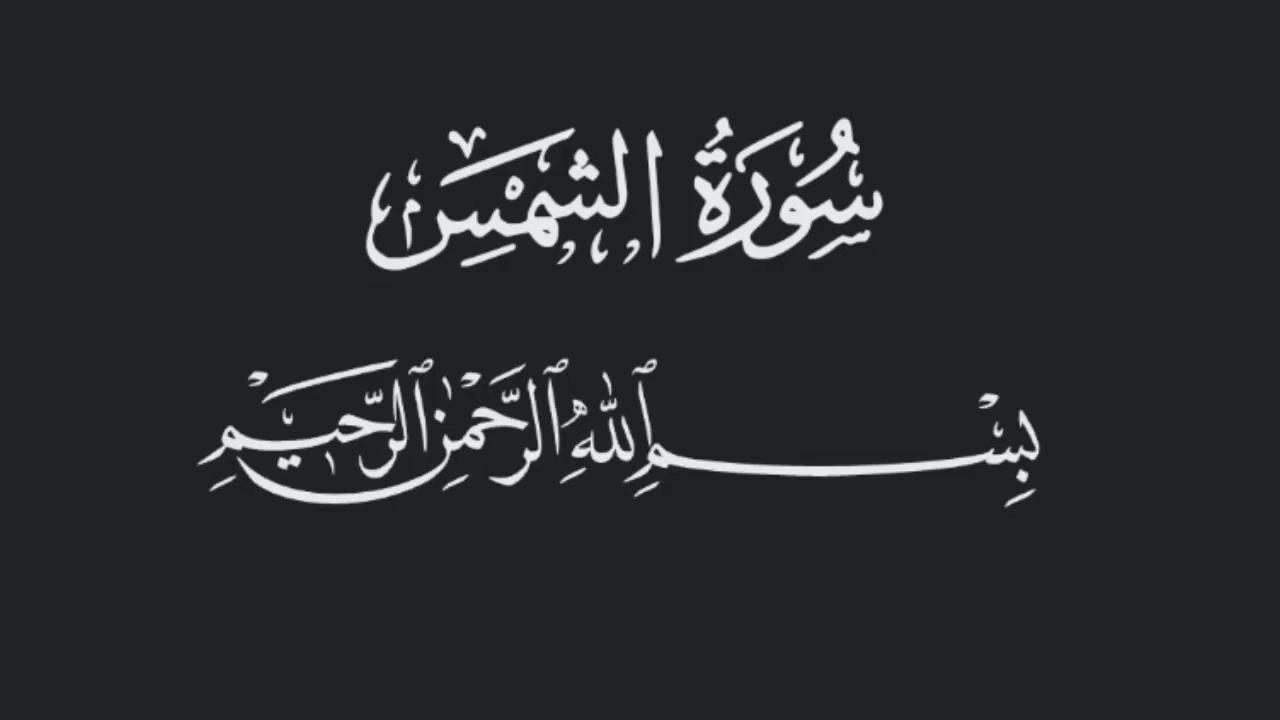 سُورَةُ الشَّمْسِ
بِسْمِ ٱللَّهِ ٱلرَّحْمَٰنِ ٱلرَّحِيمِ